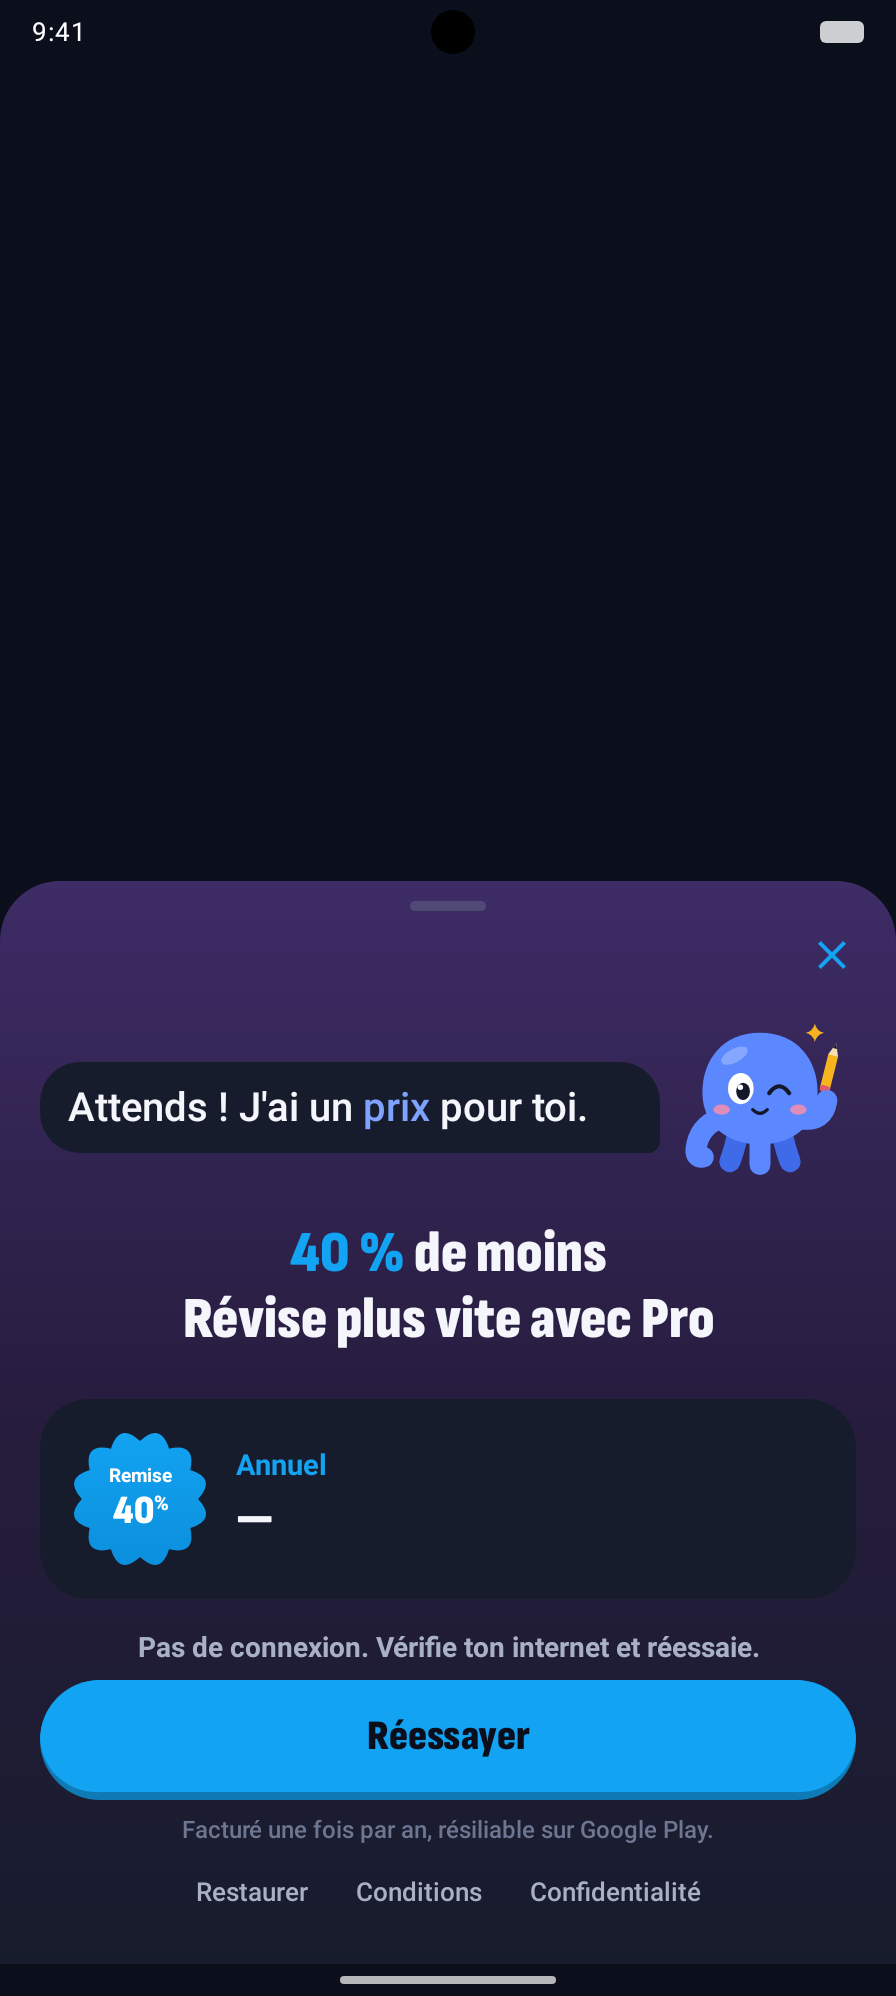 9:41
Attends ! J'ai un prix pour toi.
40 % de moins
Révise plus vite avec Pro
Remise
40%
Annuel
—
Pas de connexion. Vérifie ton internet et réessaie.
Réessayer
Facturé une fois par an, résiliable sur Google Play.
Restaurer Conditions Confidentialité